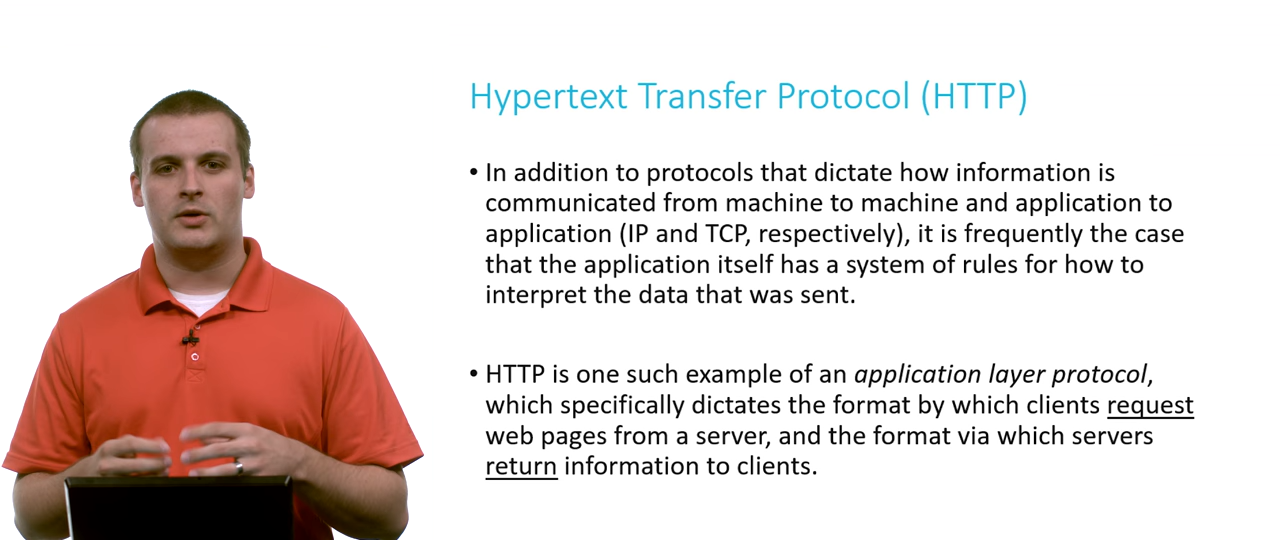 Hypertext Transfer Protocol (HTTP)
• In addition to protocols that dictate how information is
communicated from machine to machine and application to
application (IP and TCP, respectively), it is frequently the case
that the application itself has a system of rules for how to
interpret the data that was sent.
• HTTP is one such example of an application layer protocol,
which specifically dictates the format by which clients request
web pages from a server, and the format via which servers
return information to clients.